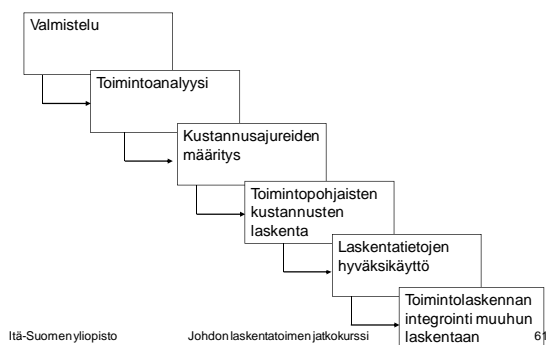 Valmistelu
Toimintoanalyysi
Kustannusajureiden
määritys
Toimintopohjaisten
kustannusten
laskenta
Laskentatietojen
hyväksikäyttö
Toimintolaskennan
integrointi muuhun
laskentaan
Itä-Suomen yliopisto
Johdon laskentatoimen jatkokurssi
61